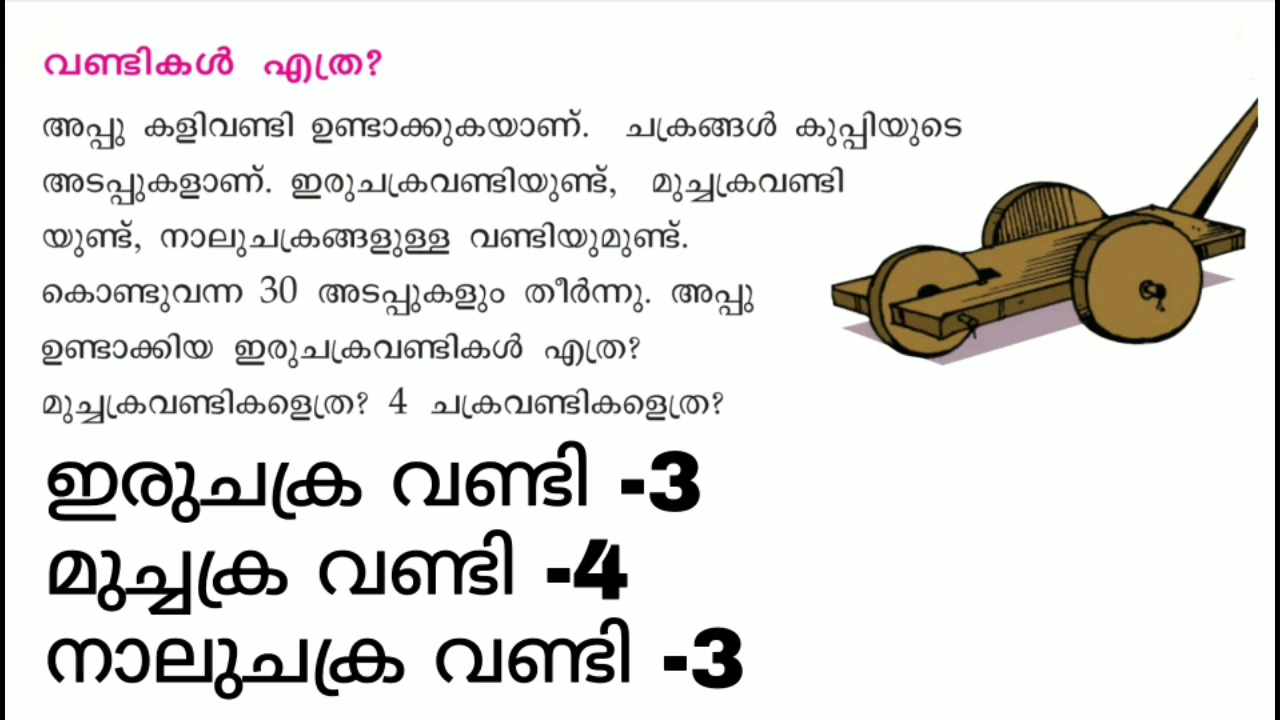 വണ്ടികൾ എത്ര?
അപ്പു കളിവണ്ടി ഉണ്ടാക്കുകയാണ്. ചക്രങ്ങൾ കുപ്പിയുടെ
അടപ്പുകളാണ്. ഇരുചക്രവണ്ടിയുണ്ട്, മുച്ചക്രവണ്ടി
യുണ്ട്, നാലുചക്രങ്ങളുള്ള വണ്ടിയുമുണ്ട്.
കൊണ്ടുവന്ന 30 അടപ്പുകളും തീർന്നു. അപ്പു
ഉണ്ടാക്കിയ ഇരുചക്രവണ്ടികൾ എത്ര?
മുച്ചക്രവണ്ടികളെത്ര? 4 ചക്രവണ്ടികളെത്ര?
ഇരുചക്ര വണ്ടി -3
മുച്ചക്ര വണ്ടി -4
നാലുചക്ര വണ്ടി -3